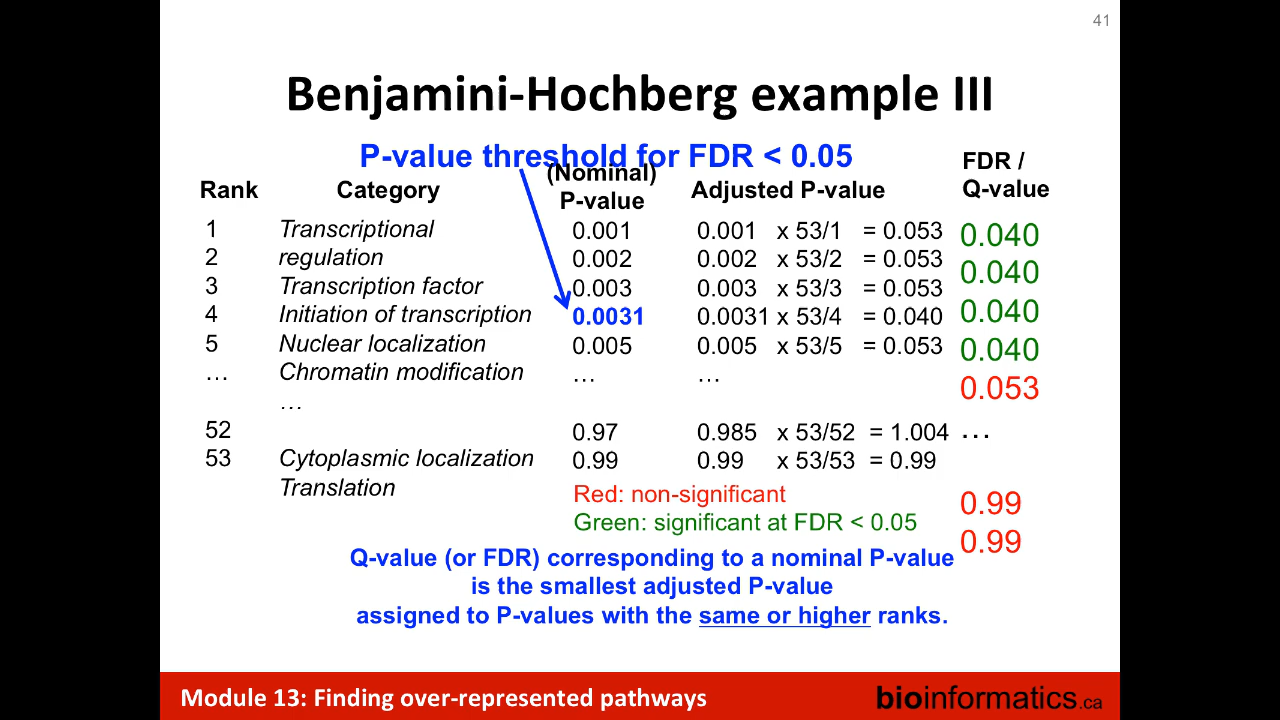 41
Benjamini-Hochberg example III
P-value threshold for FDR < 0.05
Rank Category (Nominal) P-value Adjusted P-value FDR / Q-value
1 Transcriptional 0.001 0.001 x 53/1 = 0.053 0.040
2 regulation 0.002 0.002 x 53/2 = 0.053 0.040
3 Transcription factor 0.003 0.003 x 53/3 = 0.053 0.040
4 Initiation of transcription 0.0031 0.0031 x 53/4 = 0.040 0.040
5 Nuclear localization 0.005 0.005 x 53/5 = 0.053 0.053
… Chromatin modification … …
…
52 0.97 0.985 x 53/52 = 1.004 …
53 Cytoplasmic localization 0.99 0.99 x 53/53 = 0.99
Translation
Red: non-significant 0.99
Green: significant at FDR < 0.05 0.99
Q-value (or FDR) corresponding to a nominal P-value
is the smallest adjusted P-value
assigned to P-values with the same or higher ranks.
Module 13: Finding over-represented pathways bioinformatics.ca